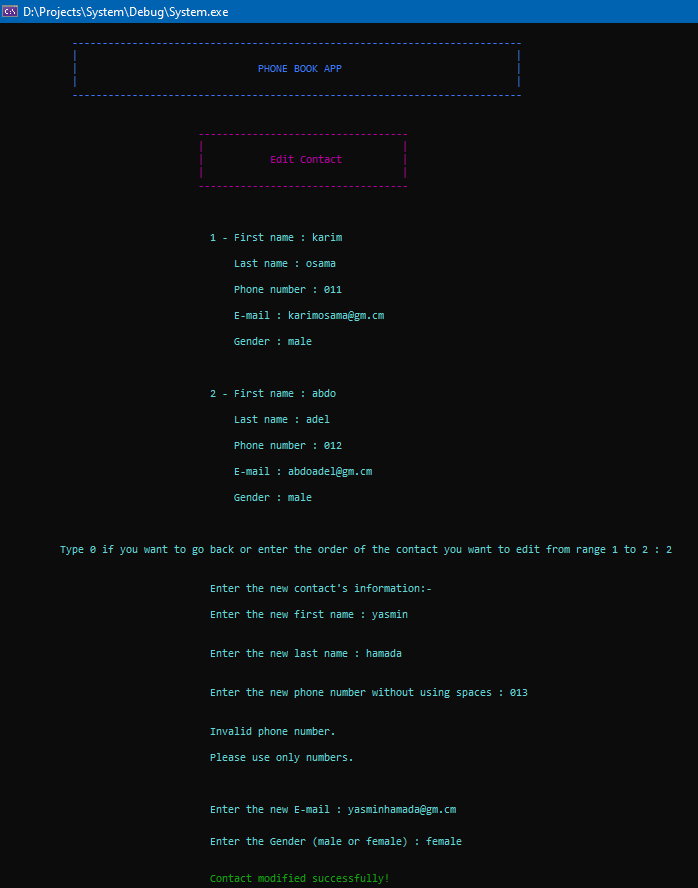 D:\Projects\System\Debug\System.exe
PHONE BOOK APP
Edit Contact
1 - First name : karim
Last name : osama
Phone number : 011
E-mail : karimosama@gm.cm
Gender : male
2 - First name : abdo
Last name : adel
Phone number : 012
E-mail : abdoadel@gm.cm
Gender : male
Type 0 if you want to go back or enter the order of the contact you want to edit from range 1 to 2 : 2
Enter the new contact's information:-
Enter the new first name : yasmin
Enter the new last name : hamada
Enter the new phone number without using spaces : 013
Invalid phone number.
Please use only numbers.
Enter the new E-mail : yasminhamada@gm.cm
Enter the Gender (male or female) : female
Contact modified successfully!